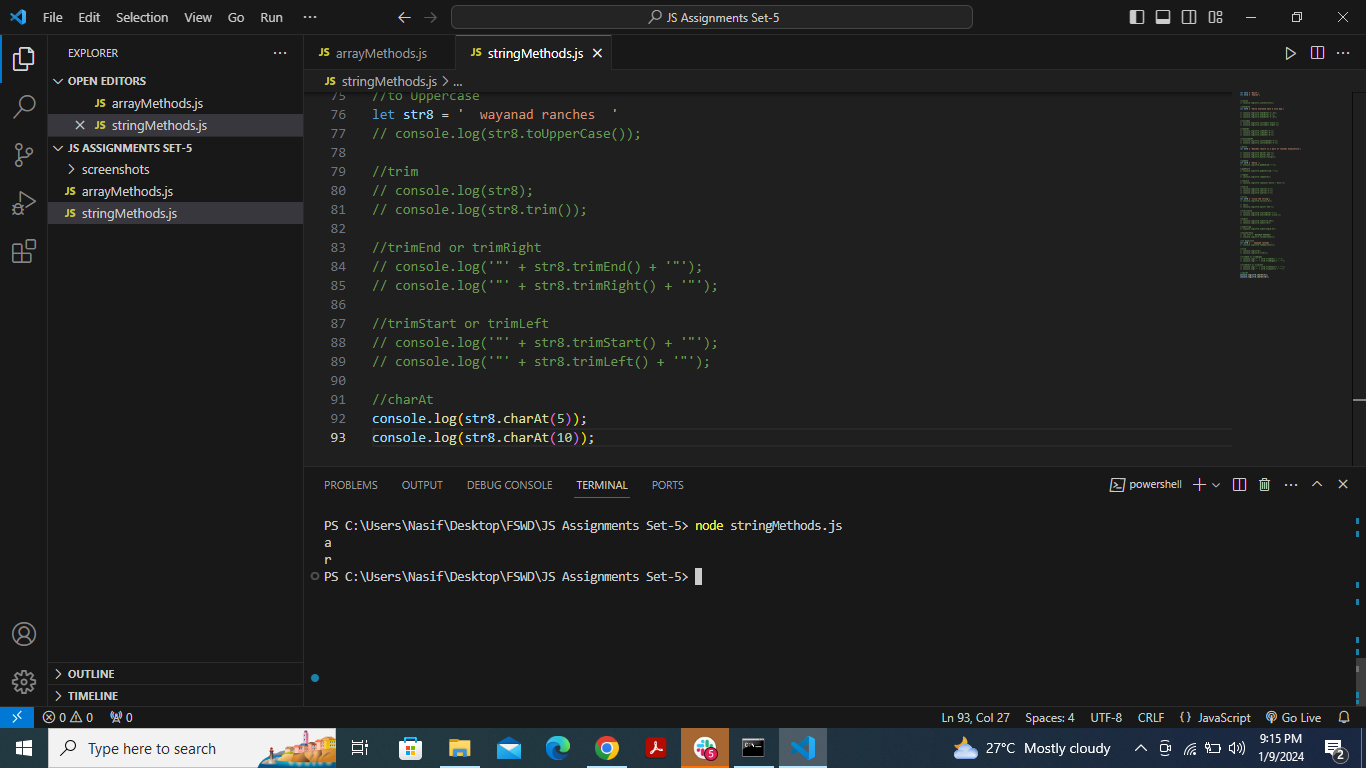 File Edit Selection View Go Run ··· JS Assignments Set-5
EXPLORER ···
OPEN EDITORS
JS arrayMethods.js
JS stringMethods.js
JS ASSIGNMENTS SET-5
screenshots
JS arrayMethods.js
JS stringMethods.js
OUTLINE
TIMELINE
JS arrayMethods.js JS stringMethods.js
JS stringMethods.js > ...
75 //to Uppercase
76 let str8 = '  wayanad ranches  '
77 // console.log(str8.toUpperCase());
78
79 //trim
80 // console.log(str8);
81 // console.log(str8.trim());
82
83 //trimEnd or trimRight
84 // console.log('"' + str8.trimEnd() + '"');
85 // console.log('"' + str8.trimRight() + '"');
86
87 //trimStart or trimLeft
88 // console.log('"' + str8.trimStart() + '"');
89 // console.log('"' + str8.trimLeft() + '"');
90
91 //charAt
92 console.log(str8.charAt(5));
93 console.log(str8.charAt(10));
PROBLEMS OUTPUT DEBUG CONSOLE TERMINAL PORTS powershell
PS C:\Users\Nasif\Desktop\FSWD\JS Assignments Set-5> node stringMethods.js
a
r
PS C:\Users\Nasif\Desktop\FSWD\JS Assignments Set-5>
0 0 0 Ln 93, Col 27 Spaces: 4 UTF-8 CRLF {} JavaScript Go Live
Type here to search 5 27°C Mostly cloudy 9:15 PM
1/9/2024 2